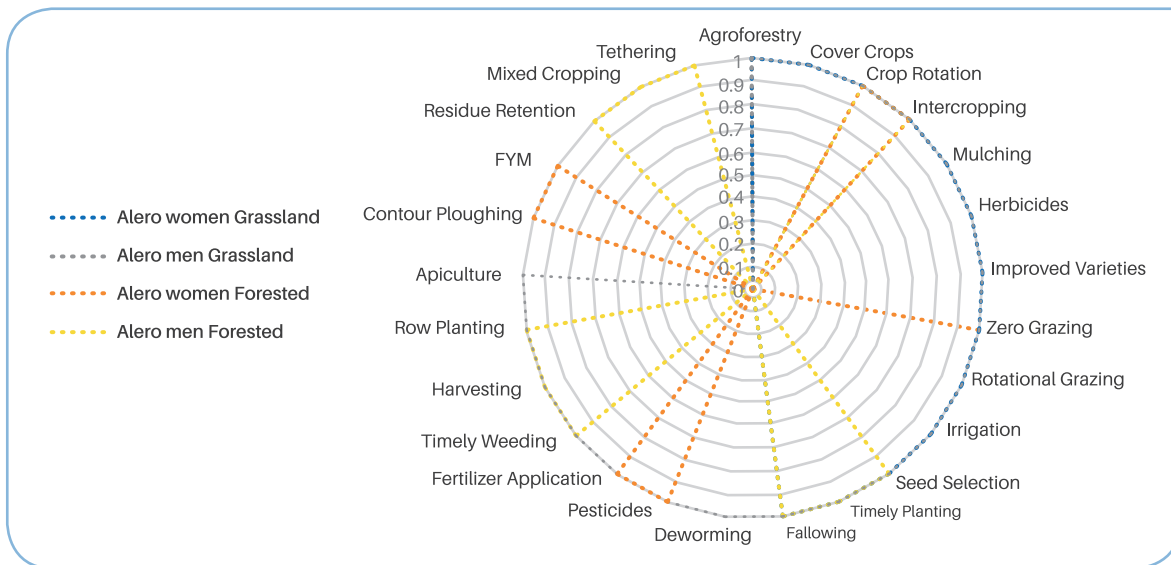 Alero women Grassland
Alero men Grassland
Alero women Forested
Alero men Forested
Agroforestry
Cover Crops
Crop Rotation
Intercropping
Mulching
Herbicides
Improved Varieties
Zero Grazing
Rotational Grazing
Irrigation
Seed Selection
Timely Planting
Fallowing
Deworming
Pesticides
Fertilizer Application
Timely Weeding
Harvesting
Row Planting
Apiculture
Contour Ploughing
FYM
Residue Retention
Mixed Cropping
Tethering
1
0.9
0.8
0.7
0.6
0.5
0.4
0.3
0.2
0.1
0